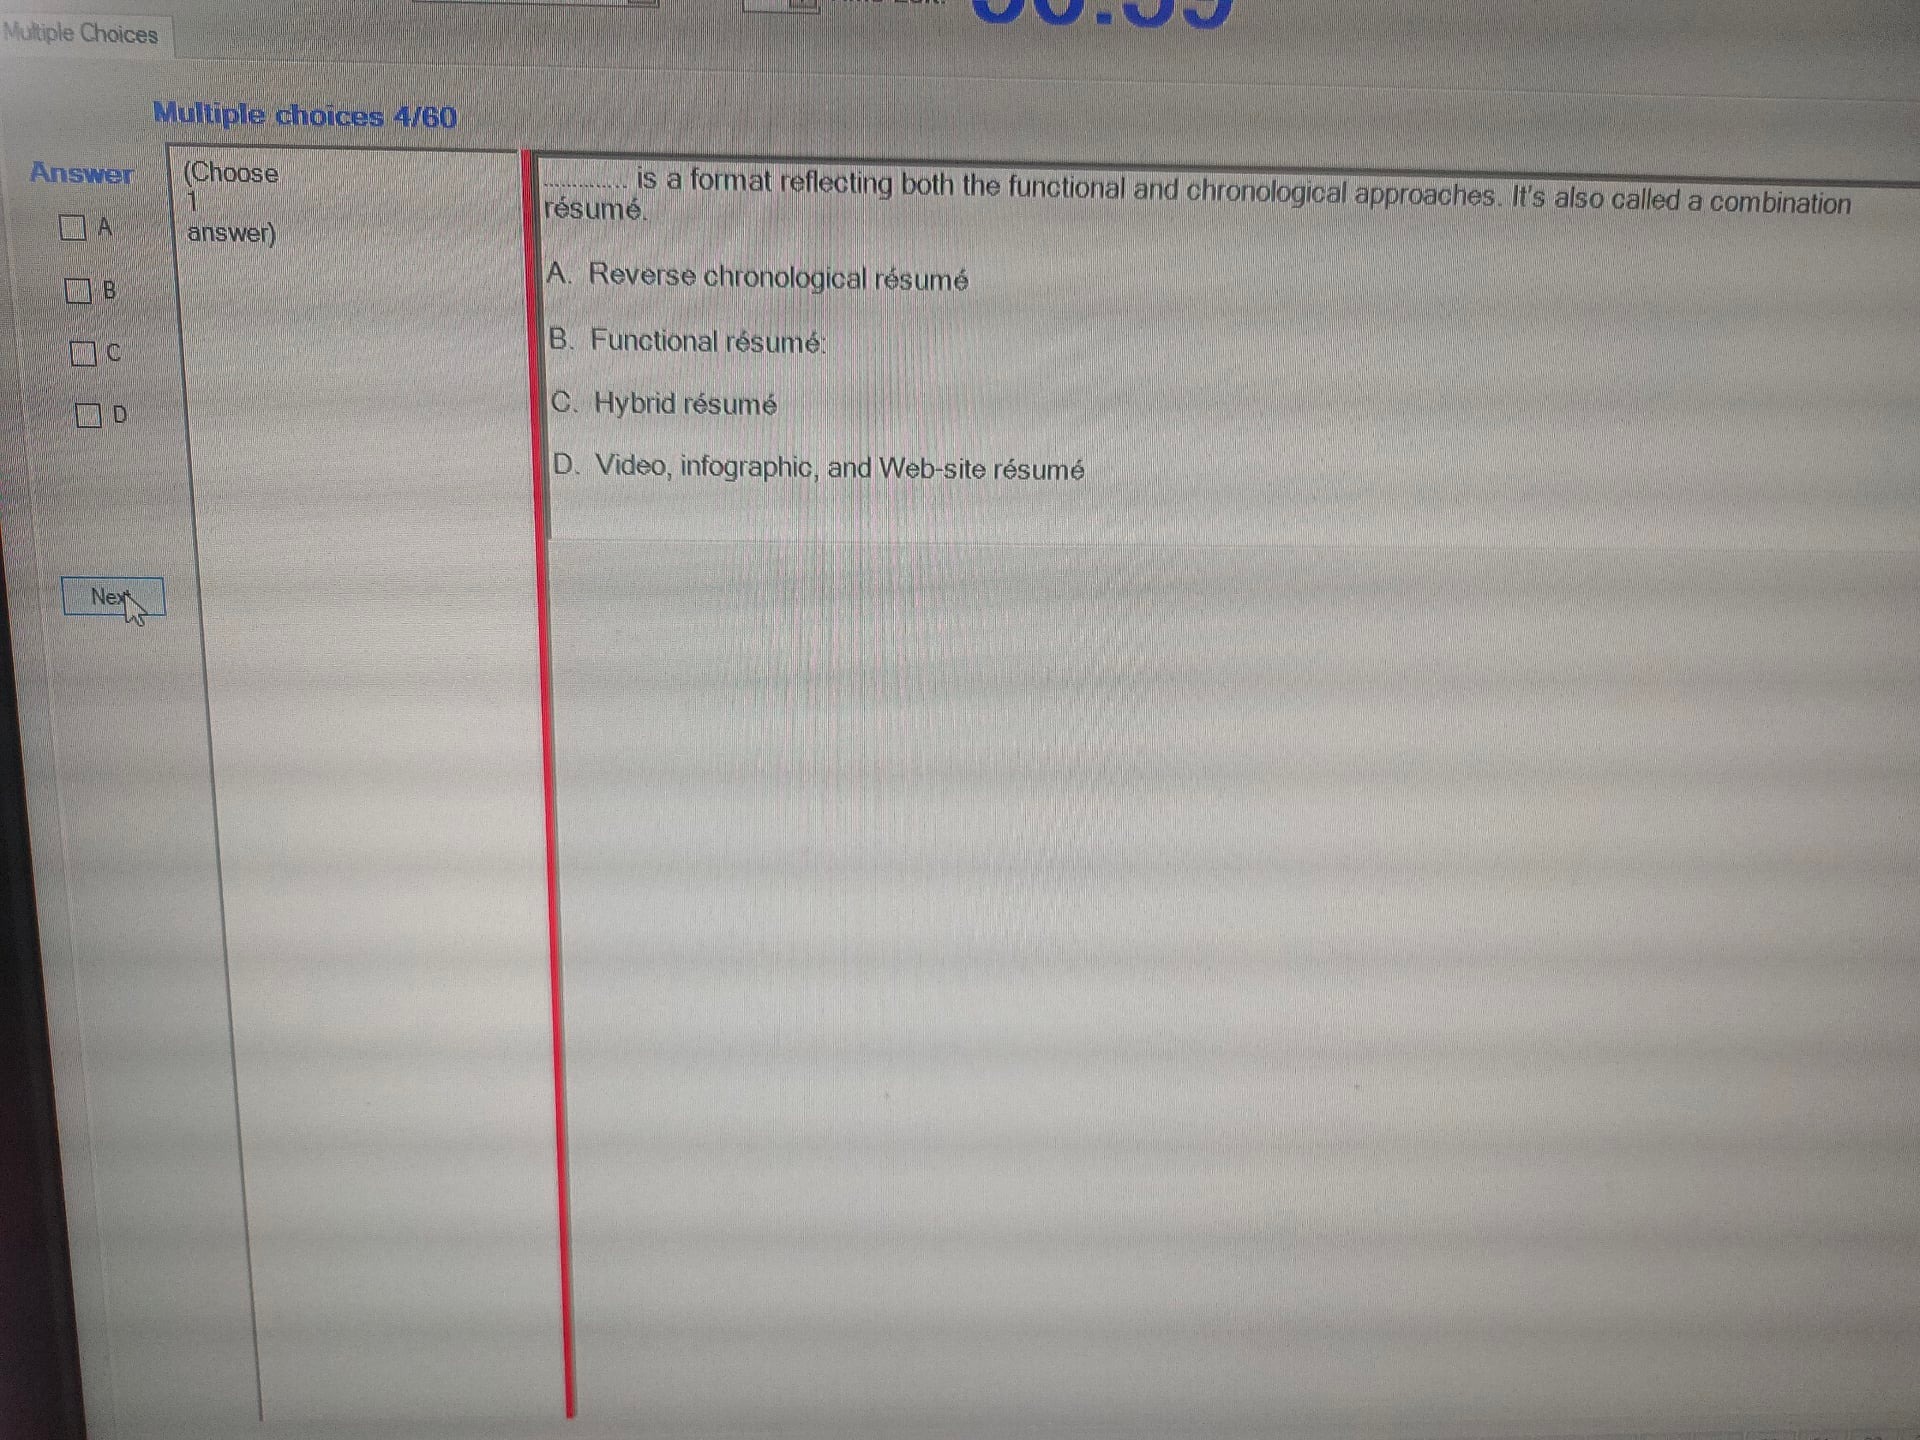 Multiple Choices
Multiple choices 4/60
Answer
A
B
C
D
Next
(Choose
1
answer)
............. is a format reflecting both the functional and chronological approaches. It's also called a combination
résumé.
A. Reverse chronological résumé
B. Functional résumé:
C. Hybrid résumé
D. Video, infographic, and Web-site résumé